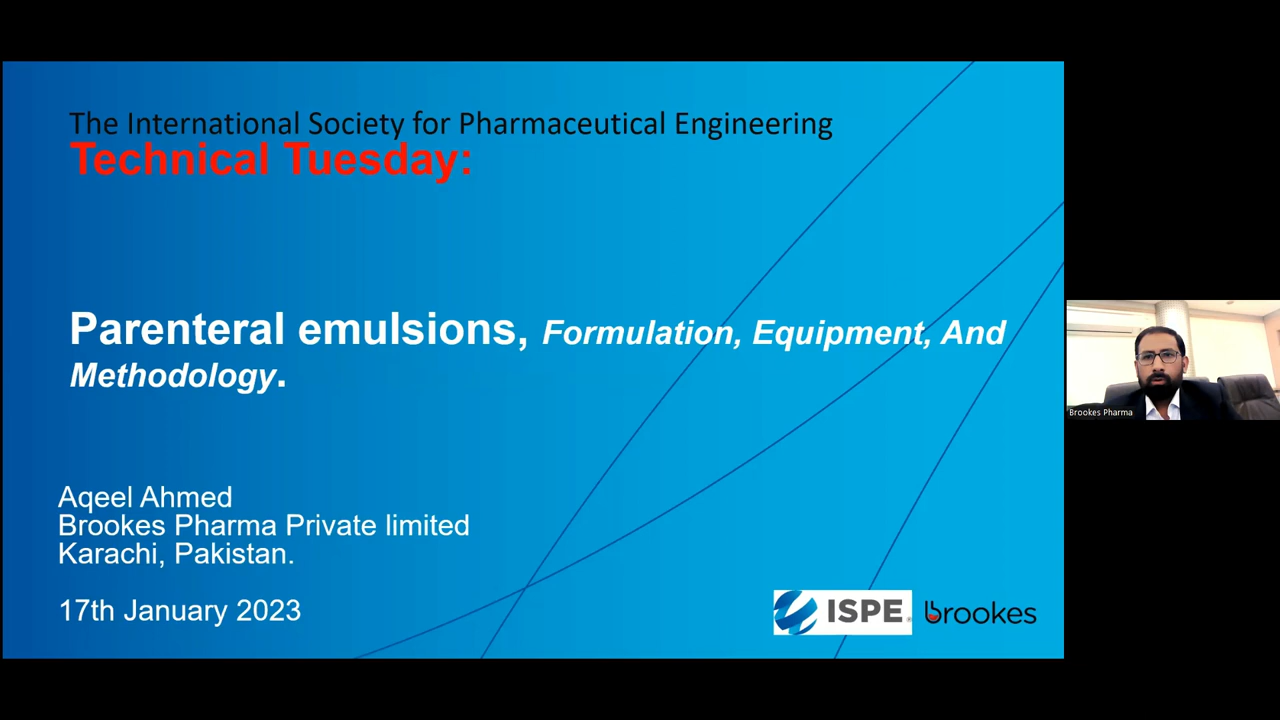 The International Society for Pharmaceutical Engineering
Technical Tuesday:
Parenteral emulsions, Formulation, Equipment, And
Methodology.
Aqeel Ahmed
Brookes Pharma Private limited
Karachi, Pakistan.
17th January 2023
ISPE
brookes
Brookes Pharma